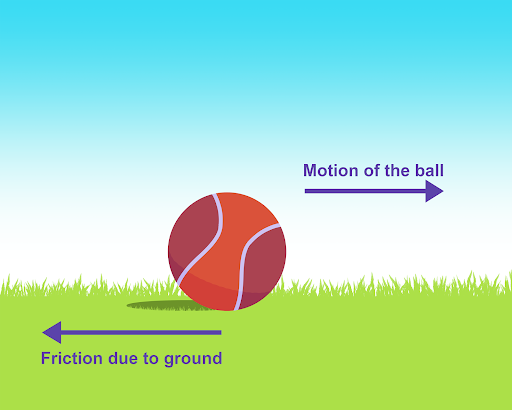 Motion of the ball
Friction due to ground